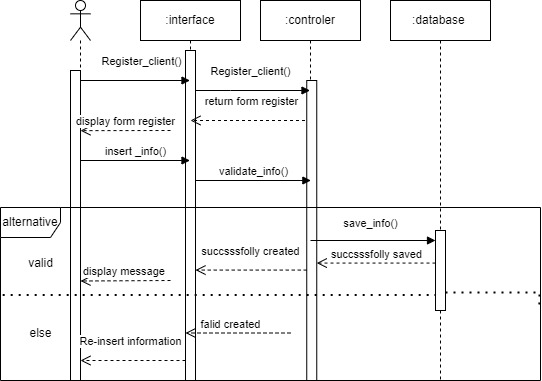 :interface
:controler
:database
Register_client()
Register_client()
return form register
display form register
insert _info()
validate_info()
alternative
save_info()
valid
succsssfolly created
succsssfolly saved
display message
else
falid created
Re-insert information